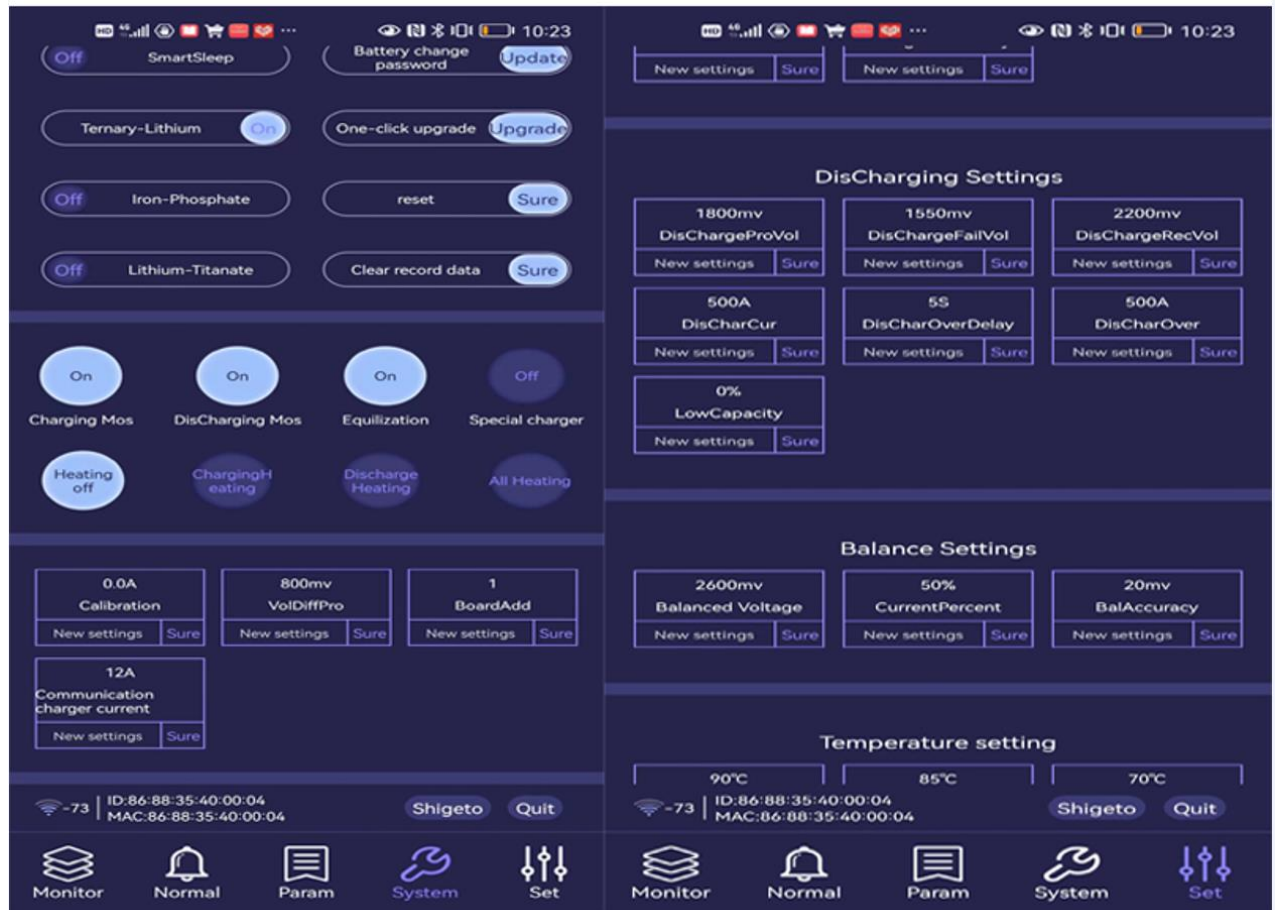 HD 4G 10:23
Off SmartSleep
Battery change
password
Update
Ternary-Lithium On
One-click upgrade Upgrade
Off Iron-Phosphate
reset Sure
Off Lithium-Titanate
Clear record data Sure
On On On Off
Charging Mos DisCharging Mos Equilization Special charger
Heating
off
ChargingH
eating
Discharge
Heating
All Heating
0.0A
Calibration
New settings Sure
800mv
VolDiffPro
New settings Sure
1
BoardAdd
New settings Sure
12A
Communication
charger current
New settings Sure
-73
ID:86:88:35:40:00:04
MAC:86:88:35:40:00:04
Shigeto Quit
Monitor Normal Param System Set
HD 4G 10:23
New settings Sure New settings Sure
DisCharging Settings
1800mv
DisChargeProVol
New settings Sure
1550mv
DisChargeFailVol
New settings Sure
2200mv
DisChargeRecVol
New settings Sure
500A
DisCharCur
New settings Sure
5S
DisCharOverDelay
New settings Sure
500A
DisCharOver
New settings Sure
0%
LowCapacity
New settings Sure
Balance Settings
2600mv
Balanced Voltage
New settings Sure
50%
CurrentPercent
New settings Sure
20mv
BalAccuracy
New settings Sure
Temperature setting
90°C 85°C 70°C
-73
ID:86:88:35:40:00:04
MAC:86:88:35:40:00:04
Shigeto Quit
Monitor Normal Param System Set